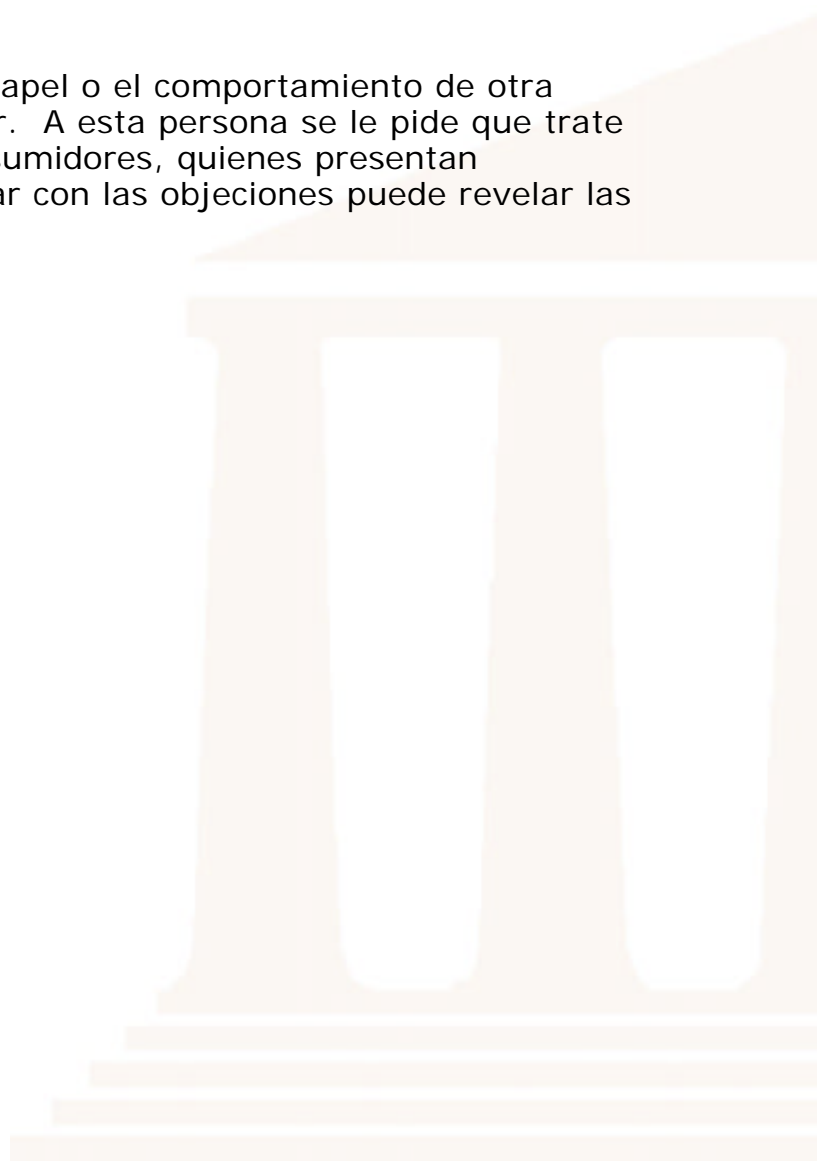 apel o el comportamiento de otra
r. A esta persona se le pide que trate
sumidores, quienes presentan
ar con las objeciones puede revelar las